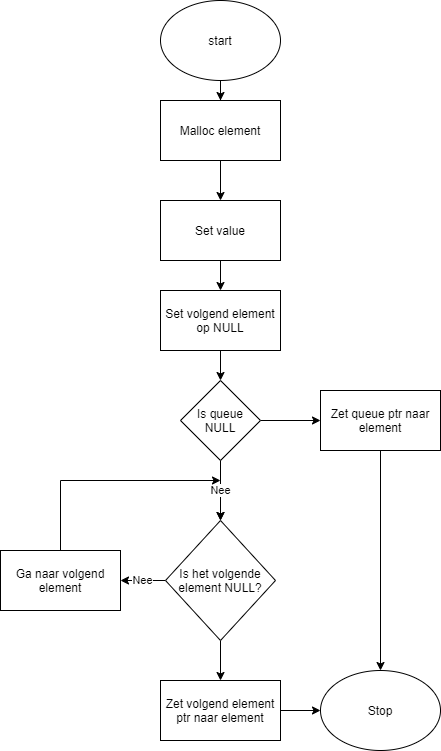 start
Malloc element
Set value
Set volgend element
op NULL
Is queue
NULL
Zet queue ptr naar
element
Nee
Is het volgende
element NULL?
Nee
Ga naar volgend
element
Zet volgend element
ptr naar element
Stop